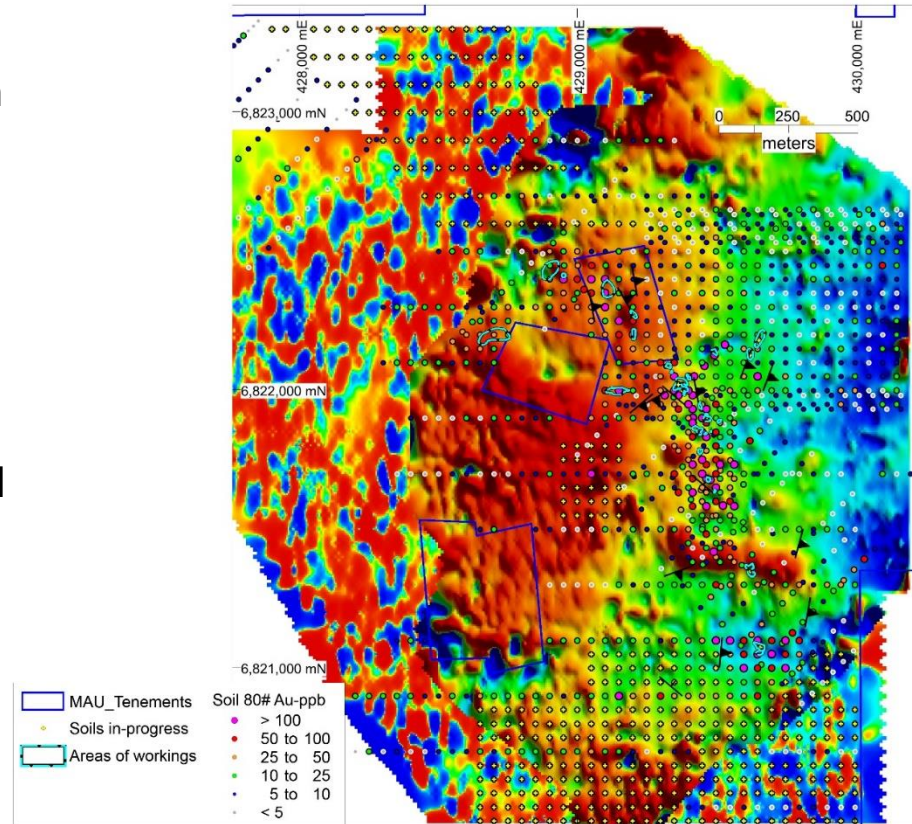 428,000 mE
429,000 mE
430,000 mE
6,823,000 mN
0 250 500
meters
6,822,000 mN
6,821,000 mN
MAU_Tenements
Soils in-progress
Areas of workings
Soil 80# Au-ppb
> 100
50 to 100
25 to 50
10 to 25
5 to 10
< 5